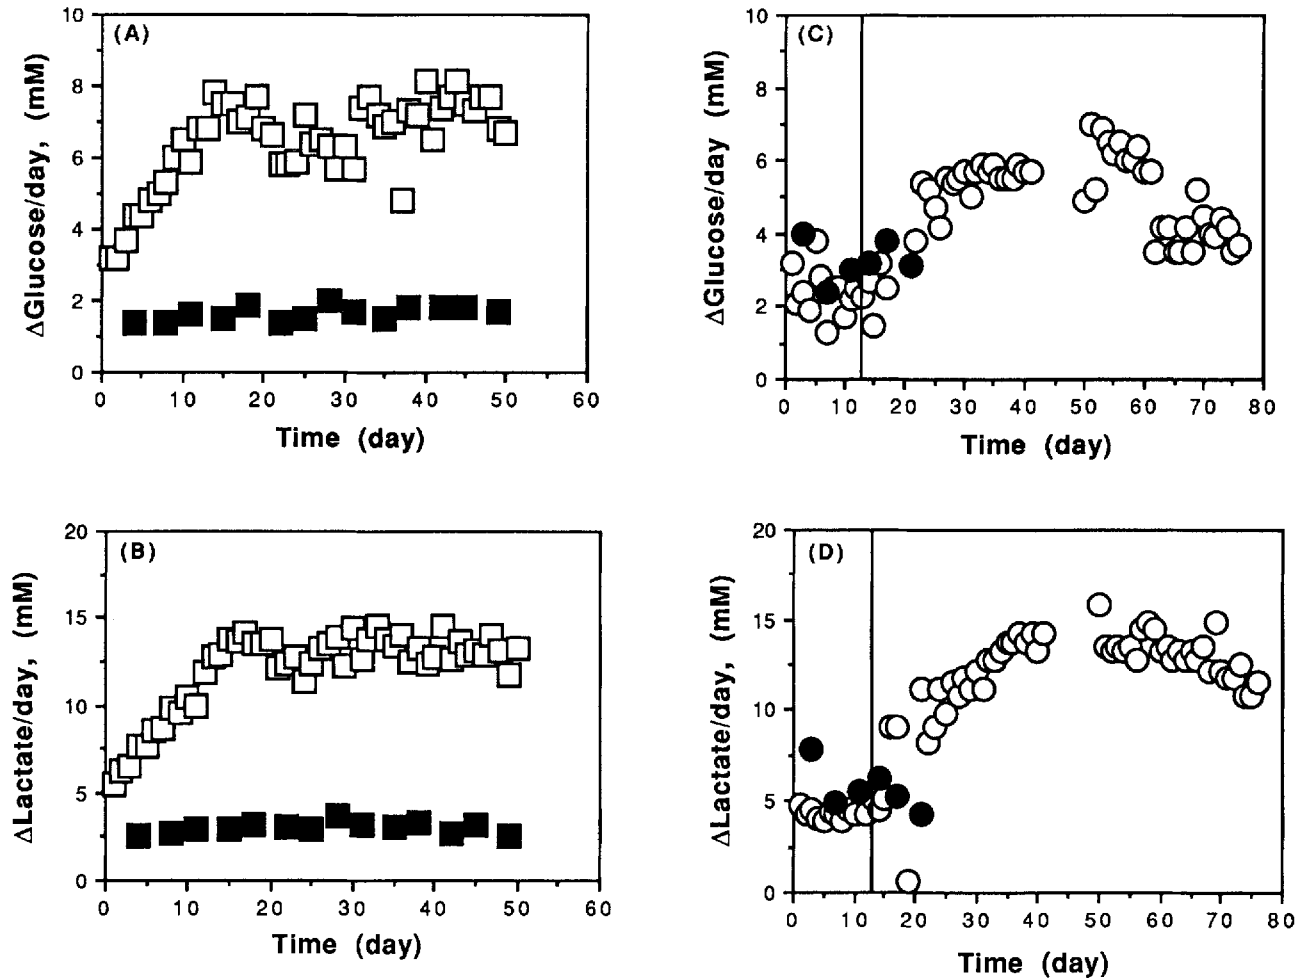 (A)
ΔGlucose/day, (mM)
10
8
6
4
2
0
0 10 20 30 40 50 60
Time (day)
(C)
ΔGlucose/day (mM)
10
8
6
4
2
0
0 10 20 30 40 50 60 70 80
Time (day)
(B)
ΔLactate/day, (mM)
20
15
10
5
0
0 10 20 30 40 50 60
Time (day)
(D)
ΔLactate/day, (mM)
20
15
10
5
0
0 10 20 30 40 50 60 70 80
Time (day)